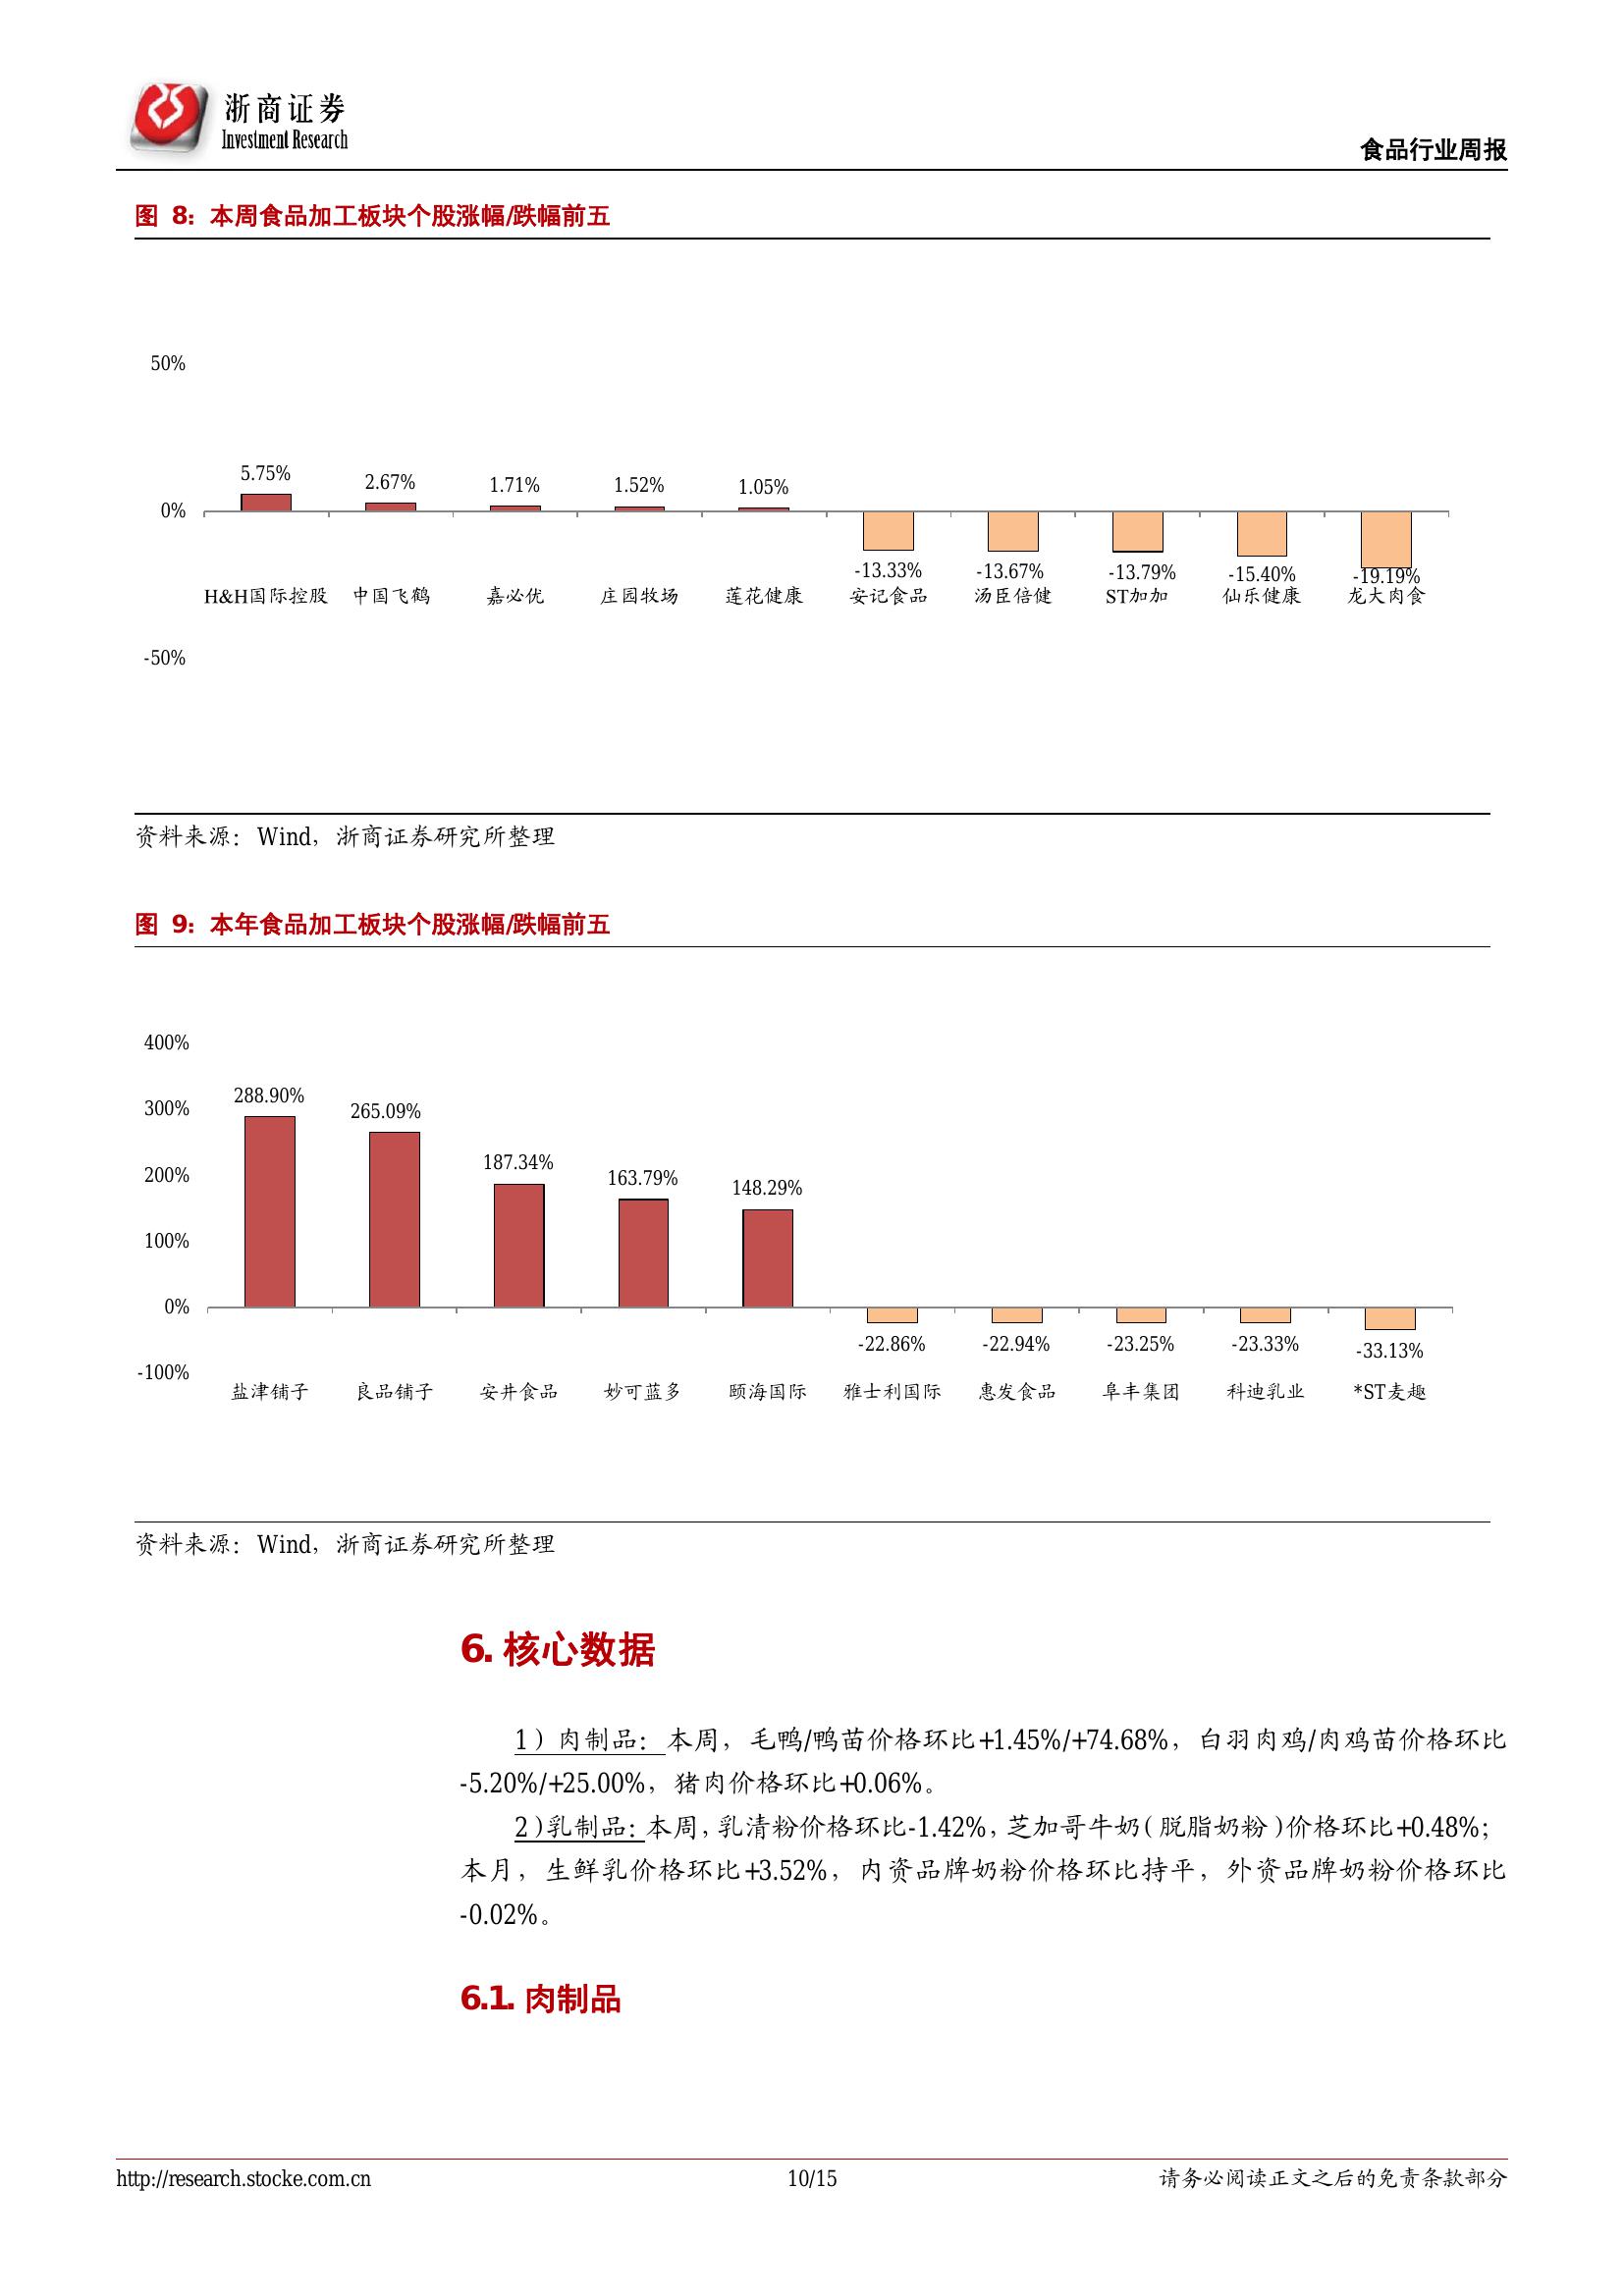 浙商证券
Investment Research
食品行业周报
图 8：本周食品加工板块个股涨幅/跌幅前五
50%
0%
-50%
5.75%
2.67%
1.71%
1.52%
1.05%
-13.33%
-13.67%
-13.79%
-15.40%
-19.19%
H&H国际控股 中国飞鹤 嘉必优 庄园牧场 莲花健康 安记食品 汤臣倍健 ST加加 仙乐健康 龙大肉食
资料来源：Wind，浙商证券研究所整理
图 9：本年食品加工板块个股涨幅/跌幅前五
400%
300%
200%
100%
0%
-100%
288.90%
265.09%
187.34%
163.79%
148.29%
-22.86%
-22.94%
-23.25%
-23.33%
-33.13%
盐津铺子 良品铺子 安井食品 妙可蓝多 颐海国际 雅士利国际 惠发食品 阜丰集团 科迪乳业 *ST麦趣
资料来源：Wind，浙商证券研究所整理
6. 核心数据
1）肉制品：本周，毛鸭/鸭苗价格环比+1.45%/+74.68%，白羽肉鸡/肉鸡苗价格环比
-5.20%/+25.00%，猪肉价格环比+0.06%。
2）乳制品：本周，乳清粉价格环比-1.42%，芝加哥牛奶（脱脂奶粉）价格环比+0.48%；
本月，生鲜乳价格环比+3.52%，内资品牌奶粉价格环比持平，外资品牌奶粉价格环比
-0.02%。
6.1. 肉制品
http://research.stocke.com.cn 10/15 请务必阅读正文之后的免责条款部分